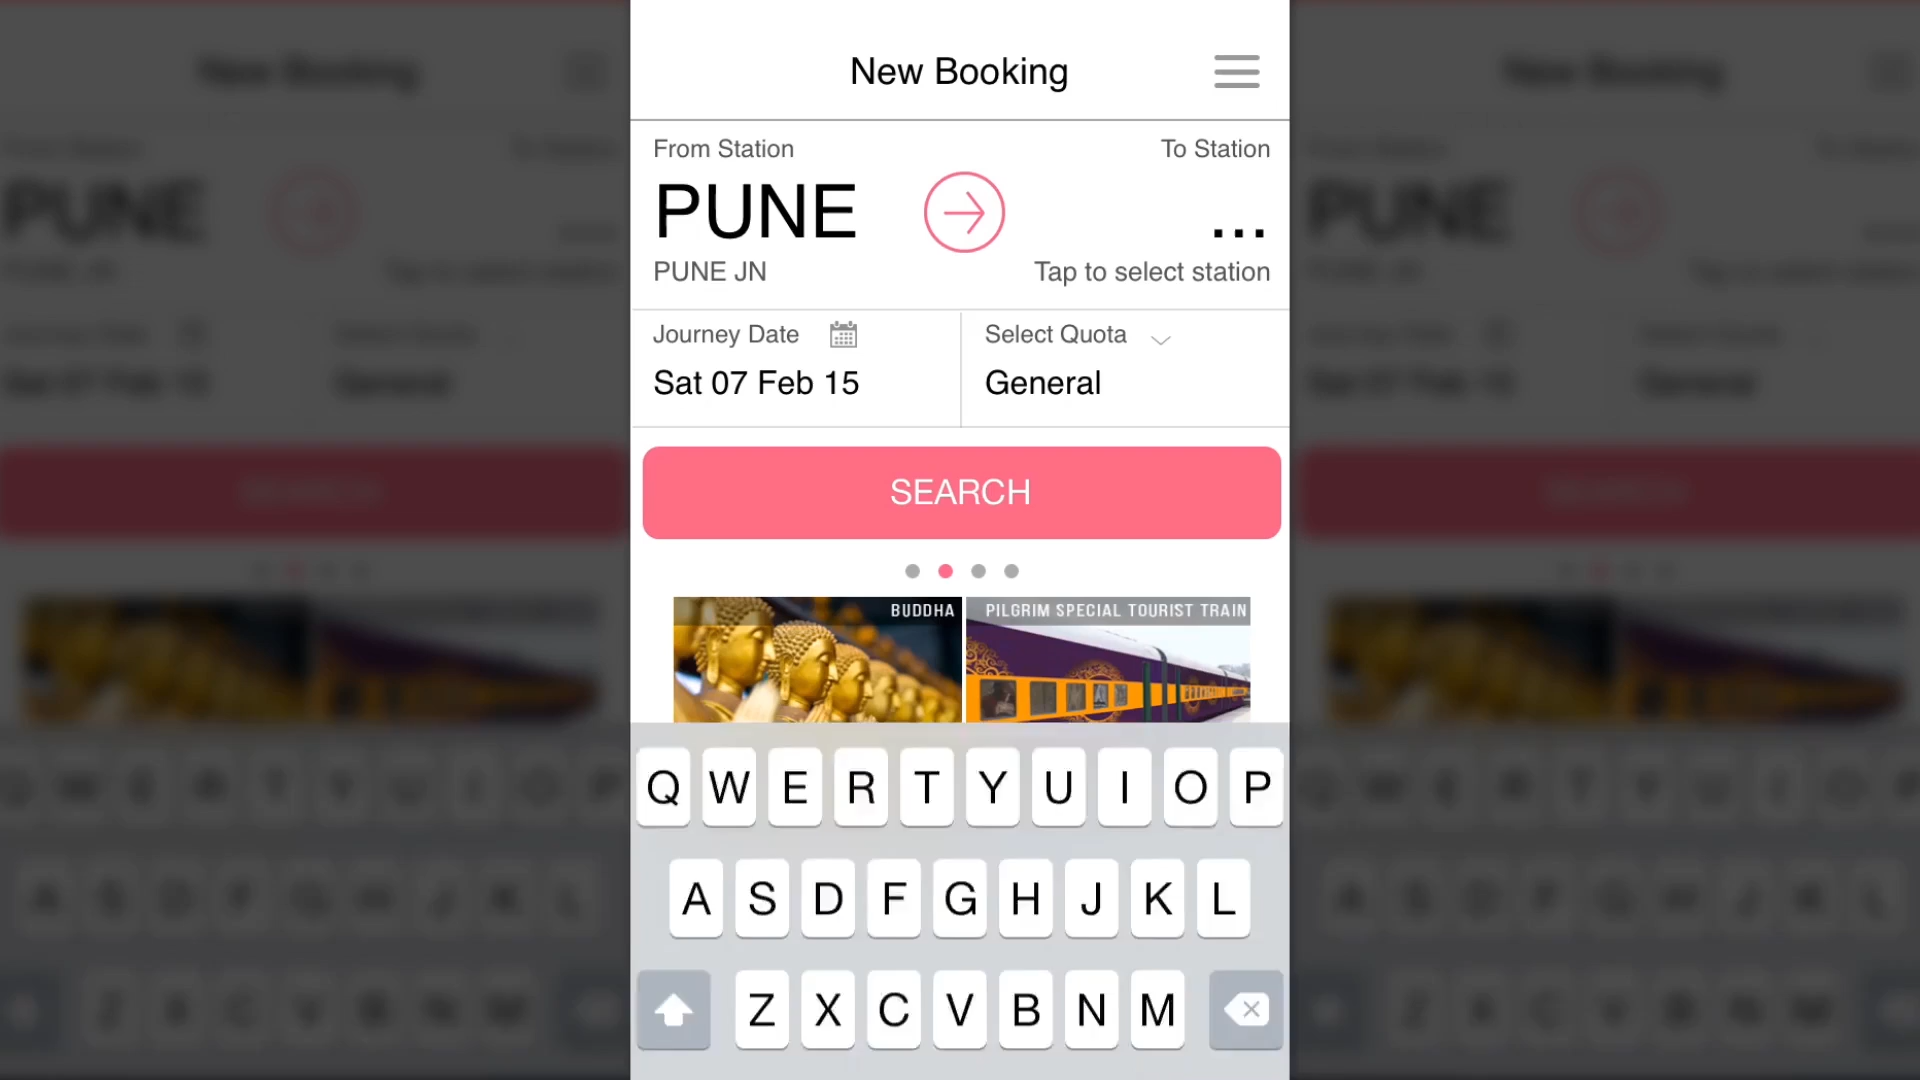 New Booking
From Station
To Station
PUNE
...
PUNE JN
Tap to select station
Journey Date
Select Quota
Sat 07 Feb 15
General
SEARCH
BUDDHA
PILGRIM SPECIAL TOURIST TRAIN
Q W E R T Y U I O P
A S D F G H J K L
Z X C V B N M